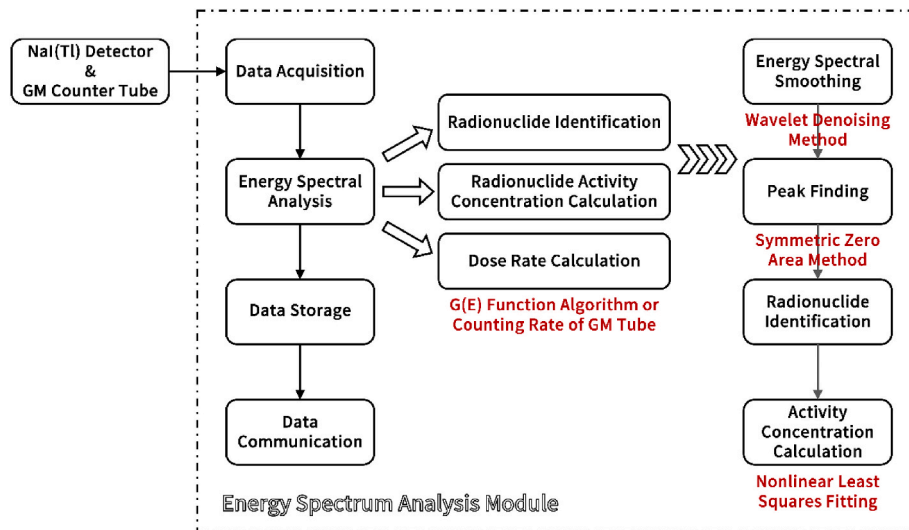 NaI(Tl) Detector
&
GM Counter Tube
Data Acquisition
Energy Spectral
Analysis
Data Storage
Data
Communication
Radionuclide Identification
Radionuclide Activity
Concentration Calculation
Dose Rate Calculation
G(E) Function Algorithm or
Counting Rate of GM Tube
Energy Spectral
Smoothing
Wavelet Denoising
Method
Peak Finding
Symmetric Zero
Area Method
Radionuclide
Identification
Activity
Concentration
Calculation
Nonlinear Least
Squares Fitting
Energy Spectrum Analysis Module